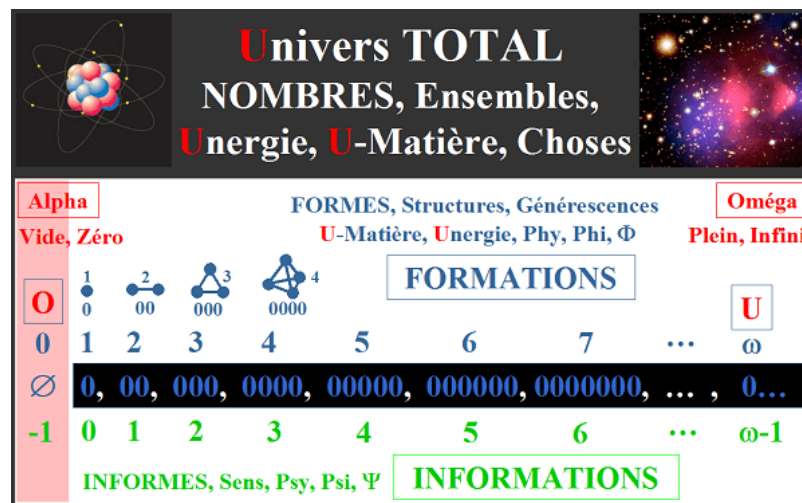 Univers TOTAL
NOMBRES, Ensembles,
Unergie, U-Matière, Choses
Alpha
FORMES, Structures, Générescences
Oméga
Vide, Zéro
U-Matière, Unergie, Phy, Phi, Φ
Plein, Infini
1 2 3 4
FORMATIONS
O
0 00 000 0000
U
0 1 2 3 4 5 6 7 ... ω
∅ 0, 00, 000, 0000, 00000, 000000, 0000000, ... , 0...
-1 0 1 2 3 4 5 6 ... ω-1
INFORMES, Sens, Psy, Psi, Ψ
INFORMATIONS